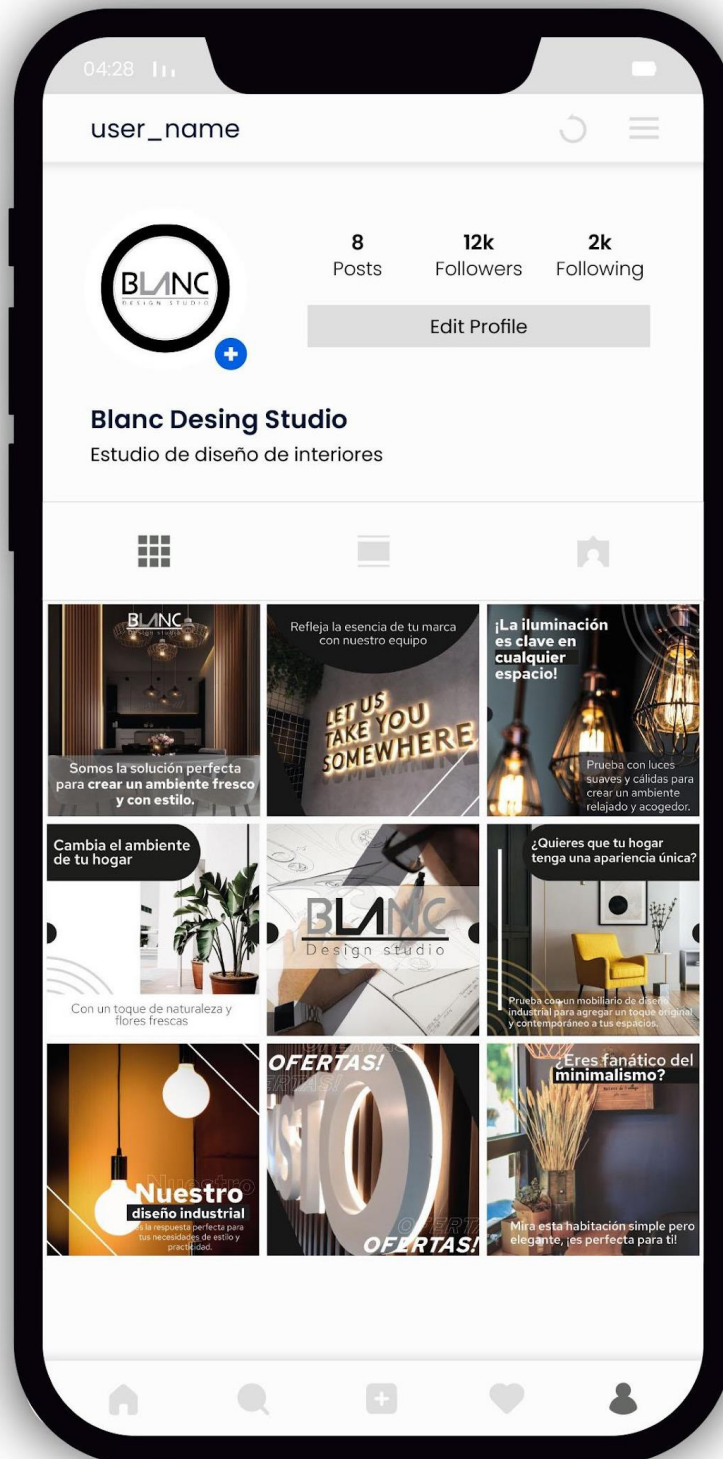 04:28
user_name
BLANC
DESIGN STUDIO
8
Posts
12k
Followers
2k
Following
Edit Profile
Blanc Desing Studio
Estudio de diseño de interiores
BLANC
Design studio
Somos la solución perfecta
para crear un ambiente fresco
y con estilo.
Refleja la esencia de tu marca
con nuestro equipo
LET US
TAKE YOU
SOMEWHERE
¡La iluminación
es clave en
cualquier
espacio!
Prueba con luces
suaves y cálidas para
crear un ambiente
relajado y acogedor.
Cambia el ambiente
de tu hogar
Con un toque de naturaleza y
flores frescas
BLANC
Design studio
¿Quieres que tu hogar
tenga una apariencia única?
Prueba con un mobiliario de diseño
industrial para agregar un toque original
y contemporáneo a tus espacios.
Nuestro
Nuestro
diseño industrial
es la respuesta perfecta para
tus necesidades de estilo y
practicidad.
OFERTAS!
OFERTAS!
STO
OFERTAS!
OFERTAS!
¿Eres fanático del
minimalismo?
Mira esta habitación simple pero
elegante, ¡es perfecta para ti!